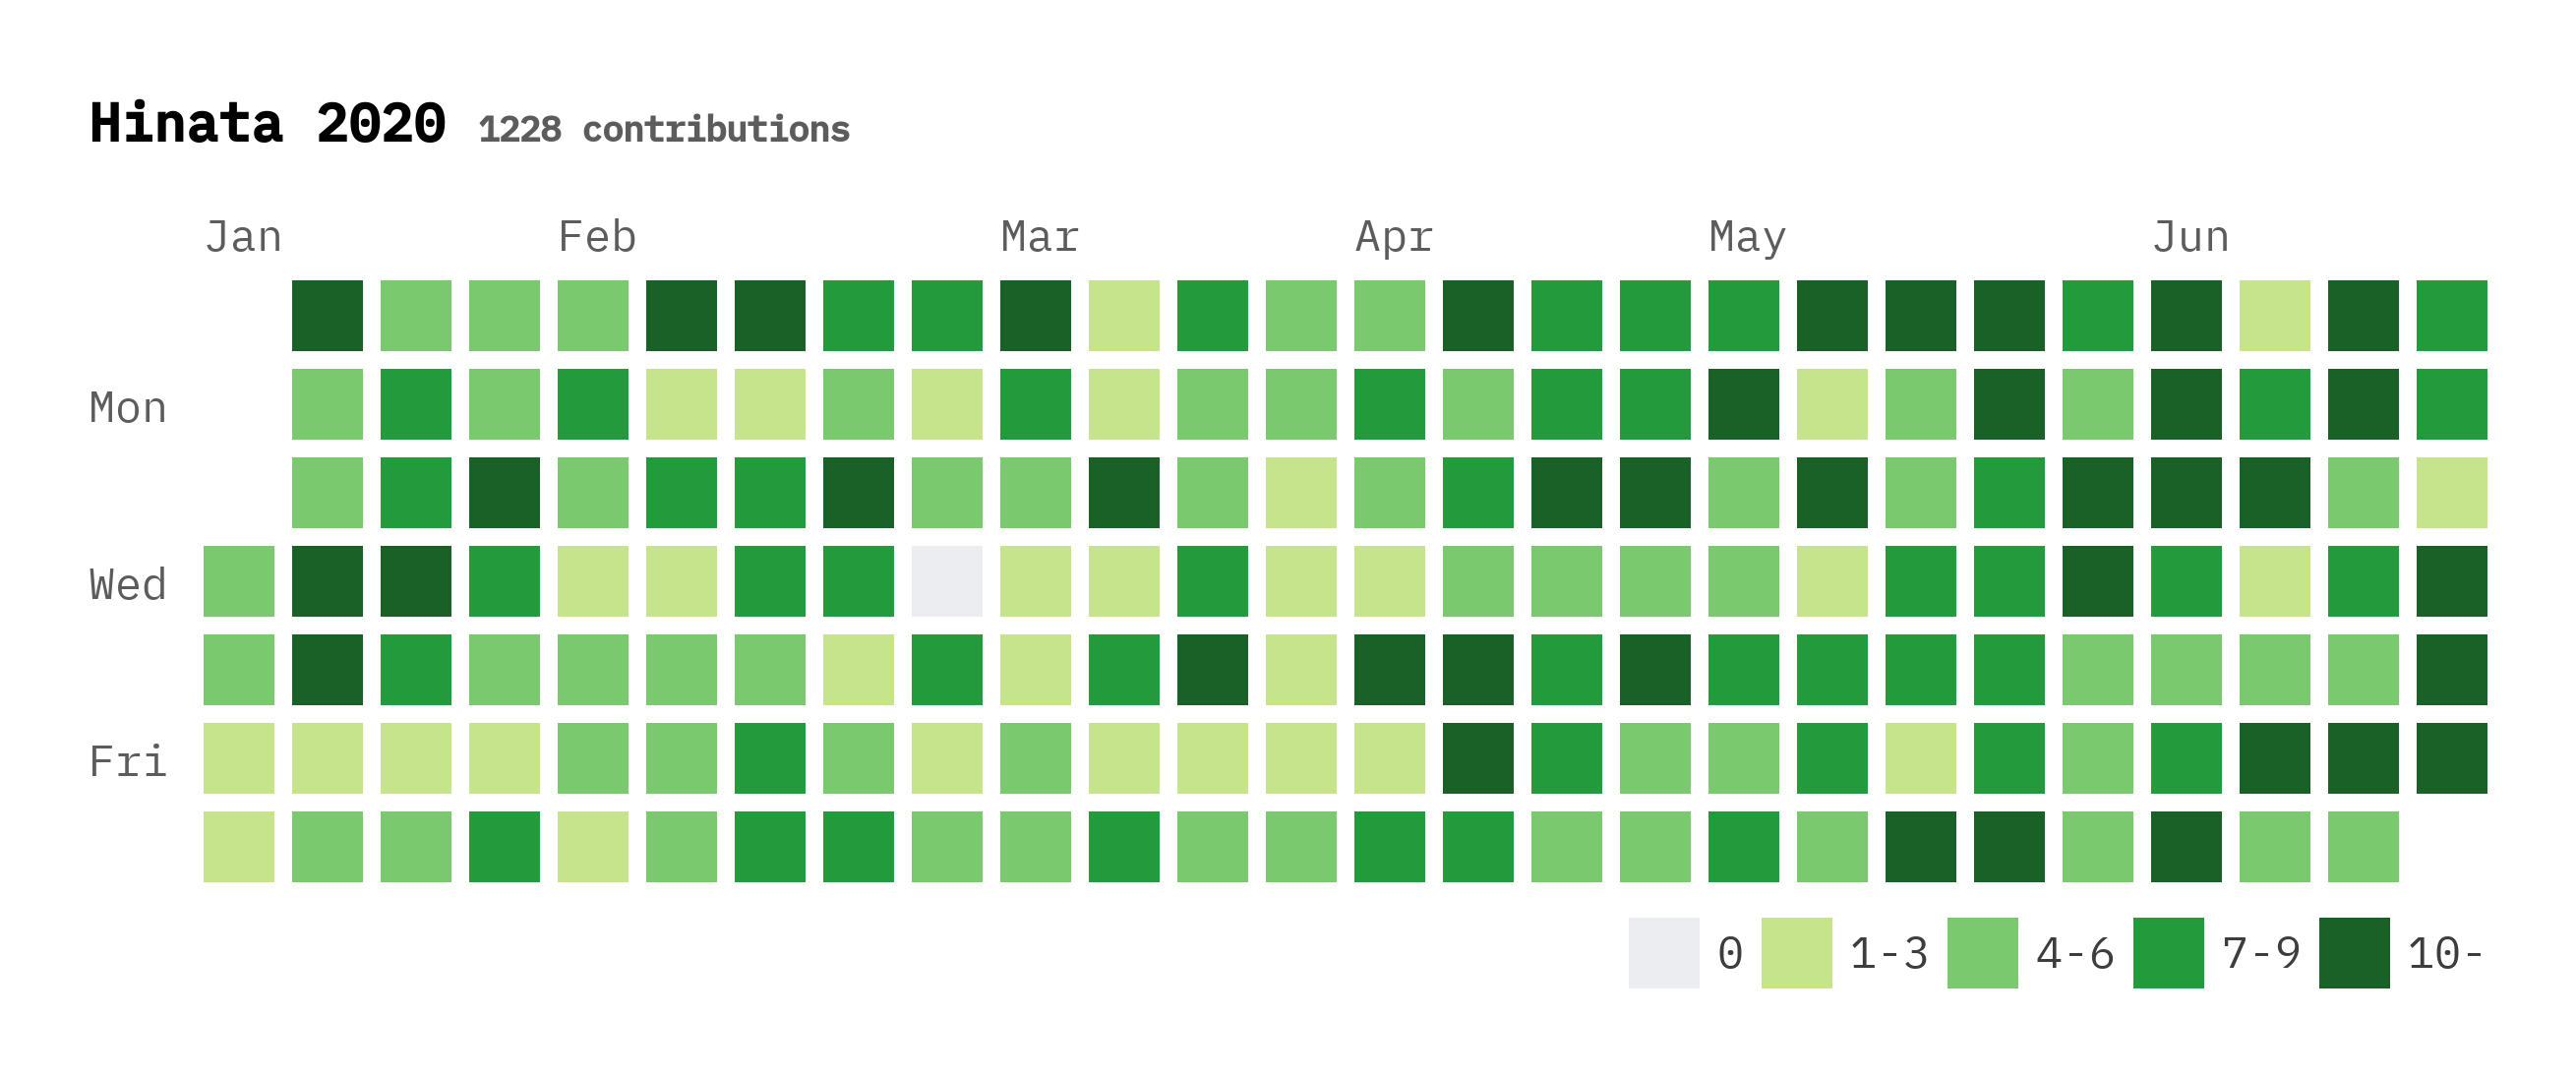 Hinata 2020 1228 contributions
Jan Feb Mar Apr May Jun
Mon
Wed
Fri
0 1-3 4-6 7-9 10-